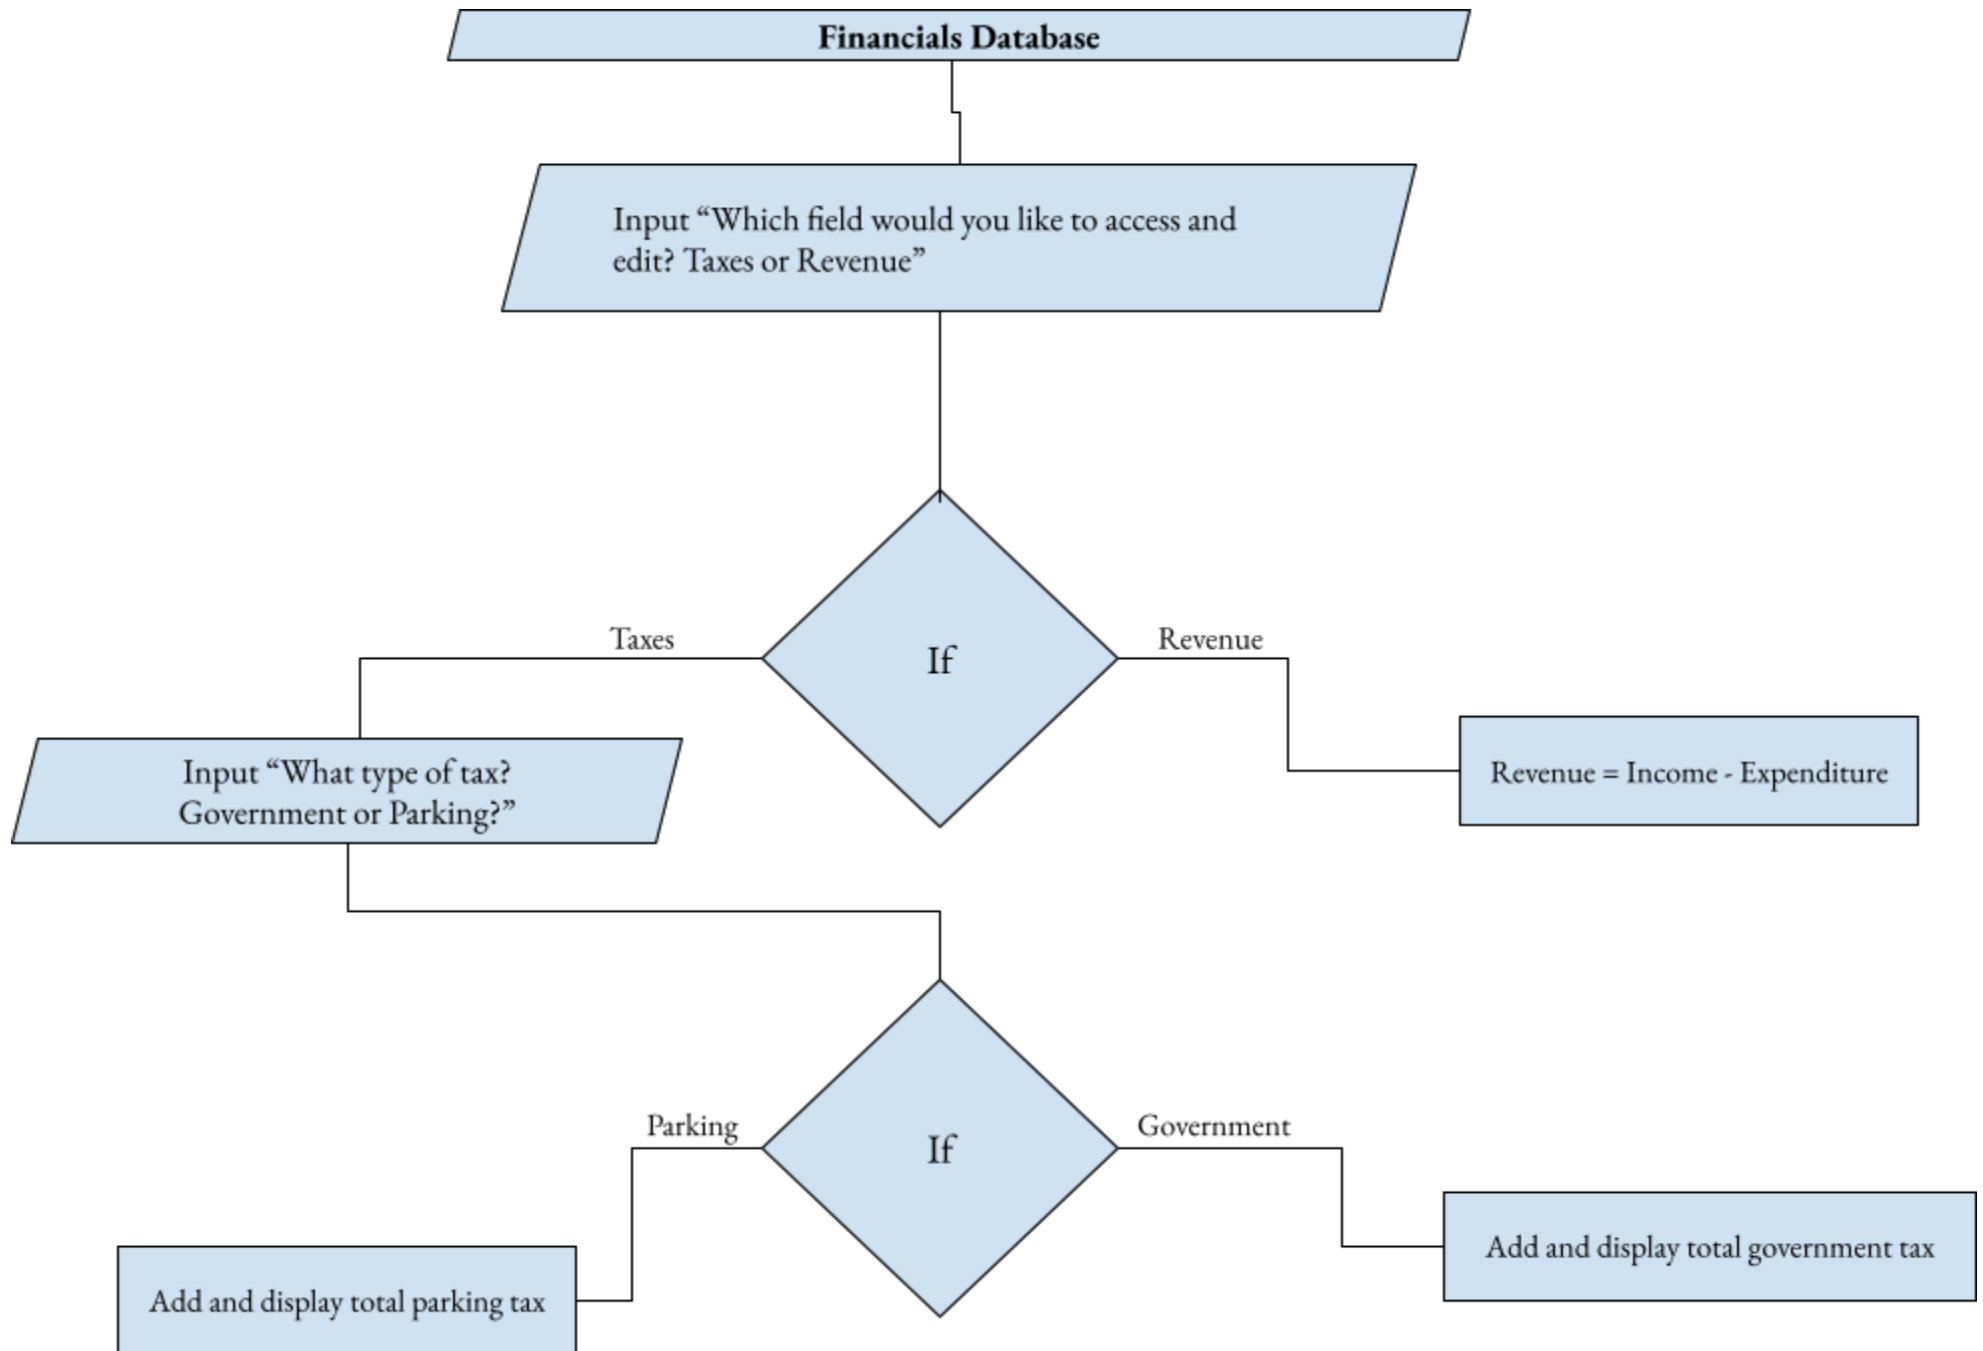 Financials Database
Input “Which field would you like to access and
edit? Taxes or Revenue”
Taxes
Revenue
If
Revenue = Income - Expenditure
Input “What type of tax?
Government or Parking?”
Parking
Government
If
Add and display total government tax
Add and display total parking tax